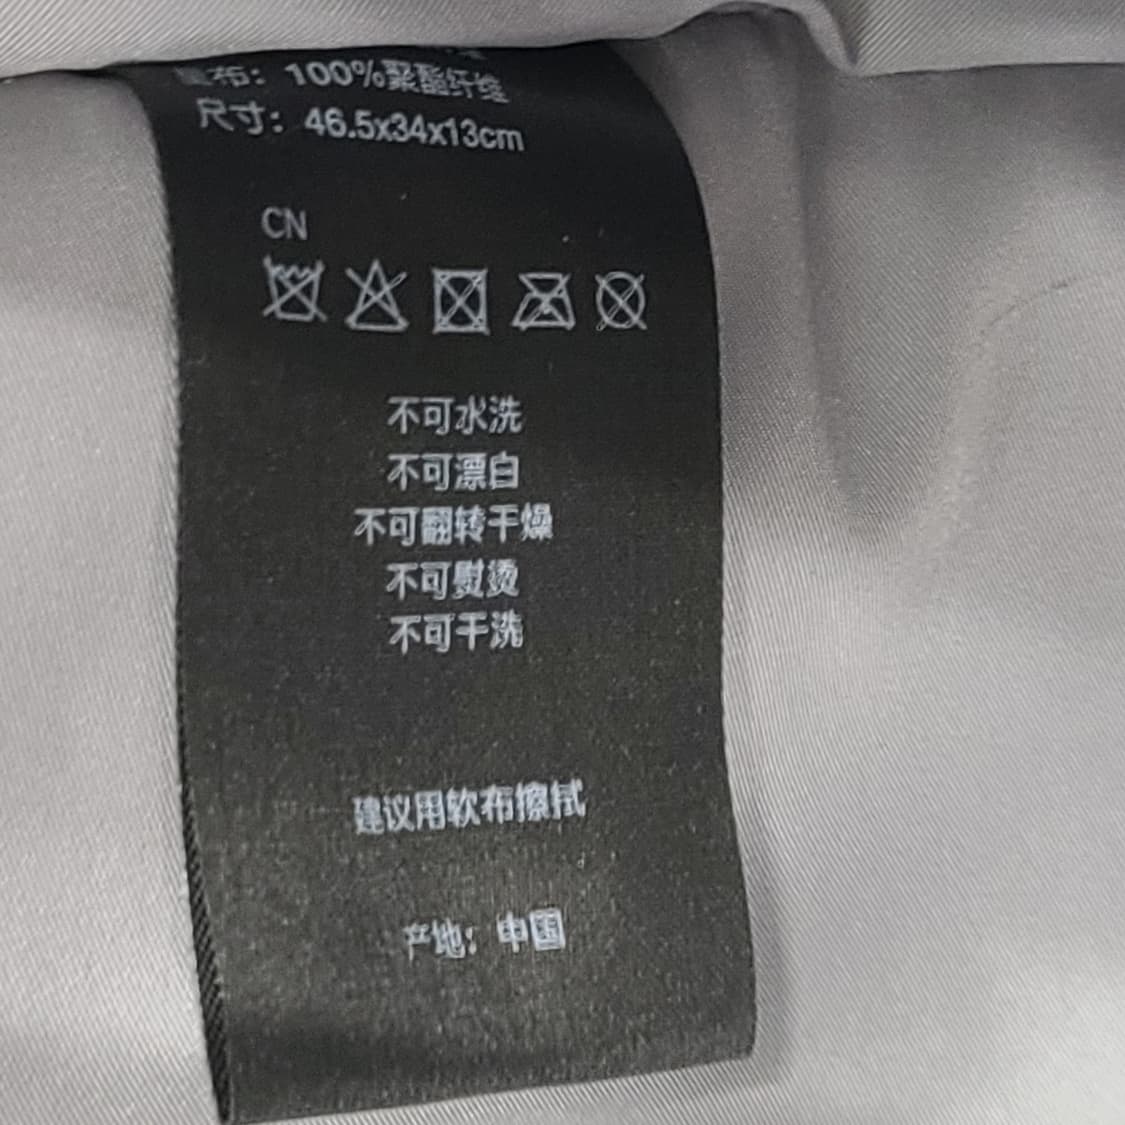 布：100%聚酯纤维
尺寸：46.5x34x13cm
CN
不可水洗
不可漂白
不可翻转干燥
不可熨烫
不可干洗
建议用软布擦拭
产地：中国